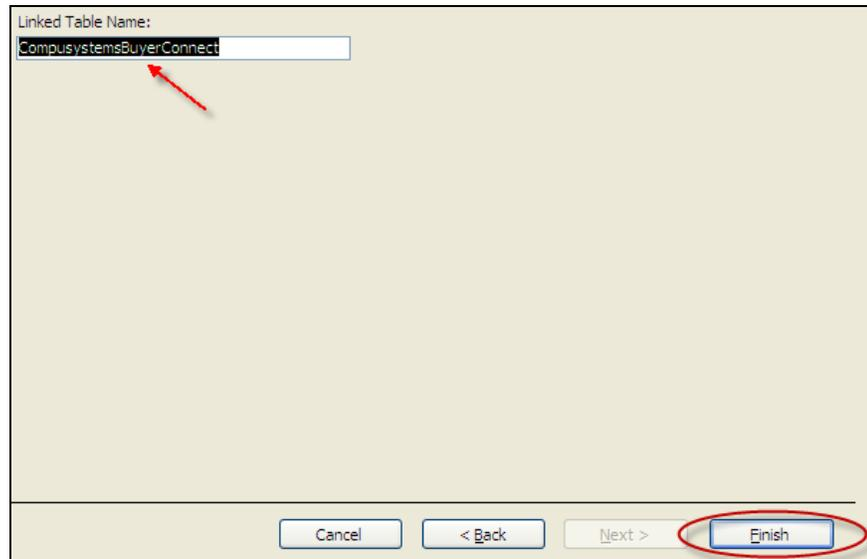 Linked Table Name:
CompusystemsBuyerConnect
Cancel < Back Next > Finish